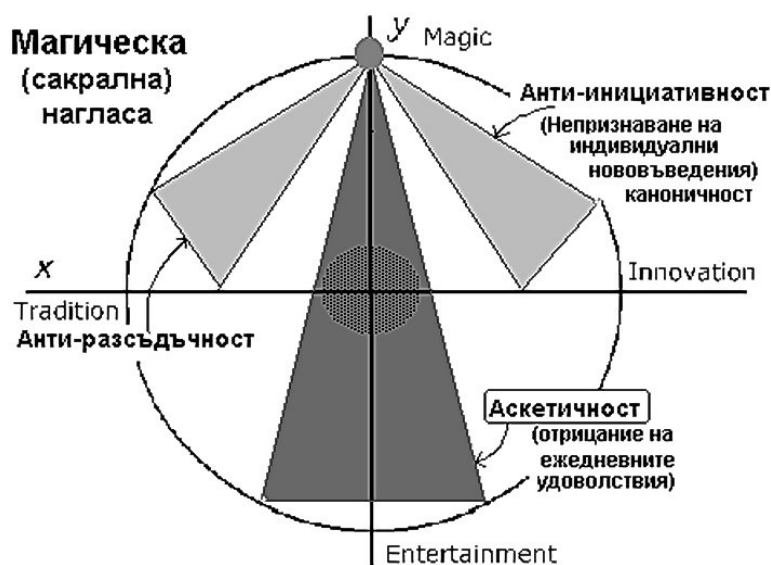 Магическа
(сакрална)
нагласа
y
Magic
Анти-инициативност
(Непризнаване на
индивидуални
нововъведения)
каноничност
x
Innovation
Tradition
Анти-разсъдъчност
Аскетичност
(отрицание на
ежедневните
удоволствия)
Entertainment